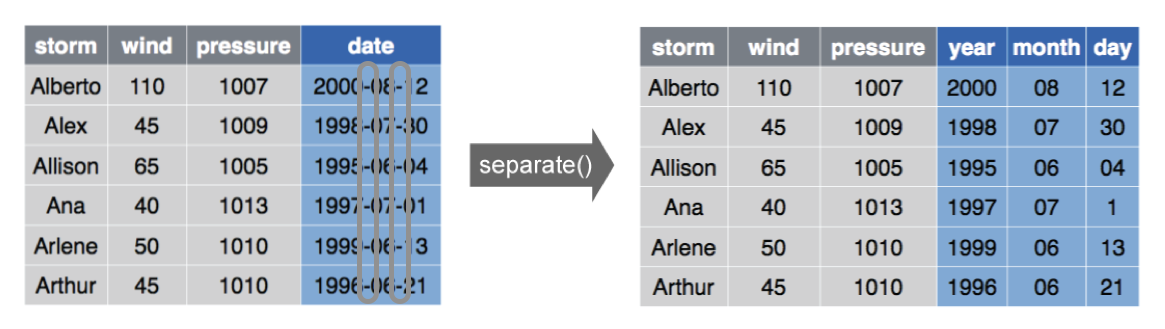 storm wind pressure date
Alberto 110 1007 2000-08-12
Alex 45 1009 1998-07-30
Allison 65 1005 1995-06-04
Ana 40 1013 1997-07-01
Arlene 50 1010 1999-06-13
Arthur 45 1010 1996-06-21
separate()
storm wind pressure year month day
Alberto 110 1007 2000 08 12
Alex 45 1009 1998 07 30
Allison 65 1005 1995 06 04
Ana 40 1013 1997 07 1
Arlene 50 1010 1999 06 13
Arthur 45 1010 1996 06 21